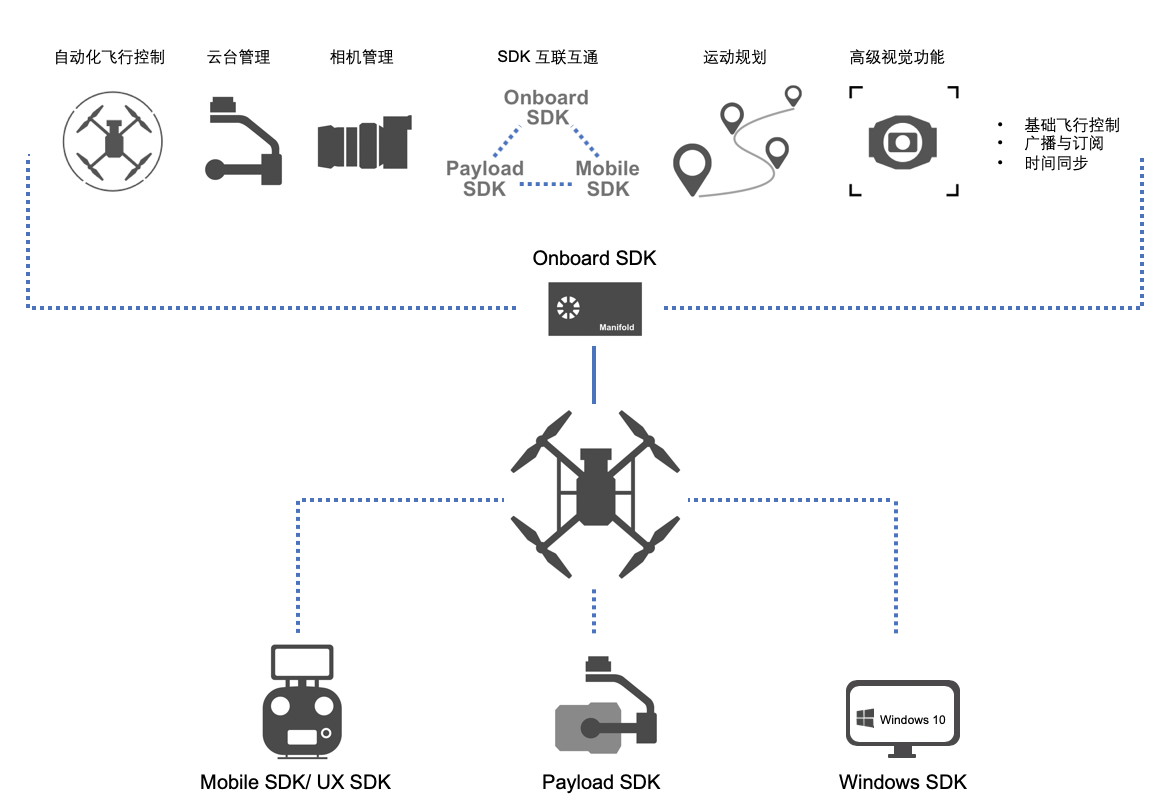 自动化飞行控制
云台管理
相机管理
SDK 互联互通
运动规划
高级视觉功能
Onboard
SDK
Payload
SDK
Mobile
SDK
• 基础飞行控制
• 广播与订阅
• 时间同步
Onboard SDK
Manifold
Windows 10
Mobile SDK/ UX SDK
Payload SDK
Windows SDK